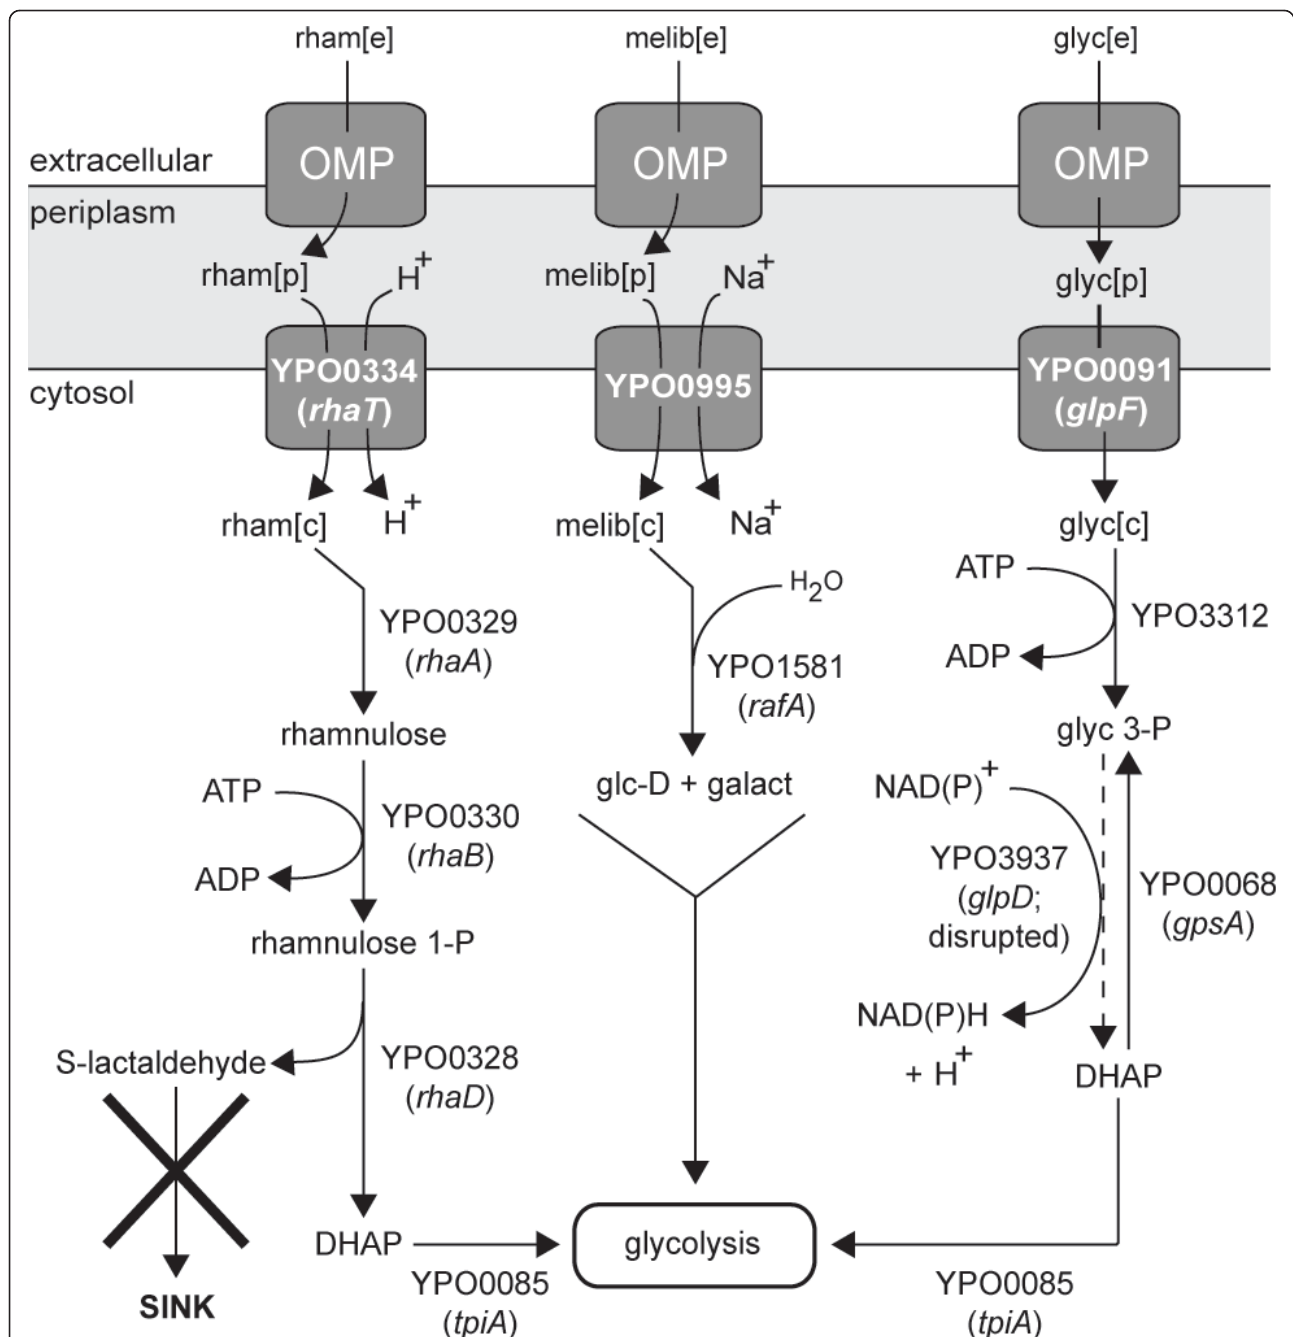 rham[e]
melib[e]
glyc[e]
OMP
OMP
OMP
extracellular
periplasm
rham[p]
H+
melib[p]
Na+
glyc[p]
YPO0334
(rhaT)
YPO0995
YPO0091
(glpF)
cytosol
rham[c]
H+
melib[c]
Na+
glyc[c]
YPO0329
(rhaA)
H2O
YPO1581
(rafA)
ATP
ADP
YPO3312
rhamnulose
glc-D + galact
glyc 3-P
ATP
ADP
YPO0330
(rhaB)
NAD(P)+
YPO3937
(glpD;
disrupted)
NAD(P)H
+ H+
YPO0068
(gpsA)
rhamnulose 1-P
S-lactaldehyde
YPO0328
(rhaD)
DHAP
SINK
DHAP
YPO0085
(tpiA)
glycolysis
YPO0085
(tpiA)